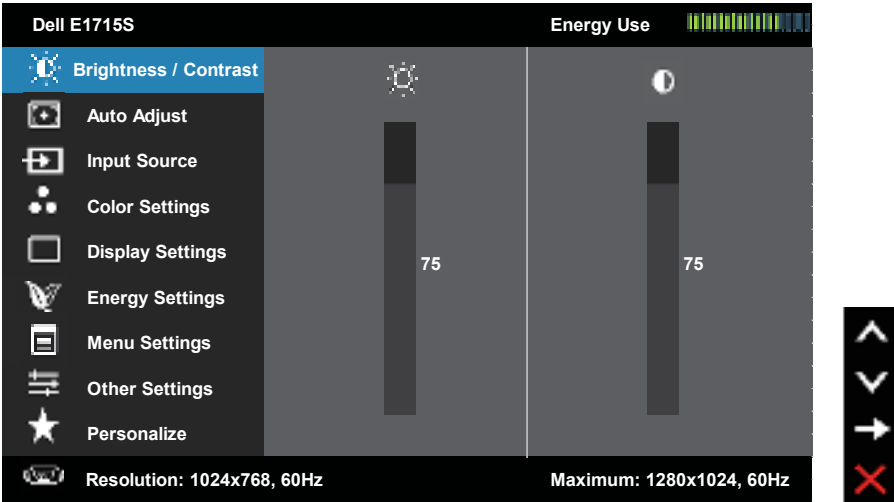 Dell E1715S Energy Use
Brightness / Contrast
Auto Adjust
Input Source
Color Settings
Display Settings
75 75
Energy Settings
Menu Settings
Other Settings
Personalize
Resolution: 1024x768, 60Hz Maximum: 1280x1024, 60Hz